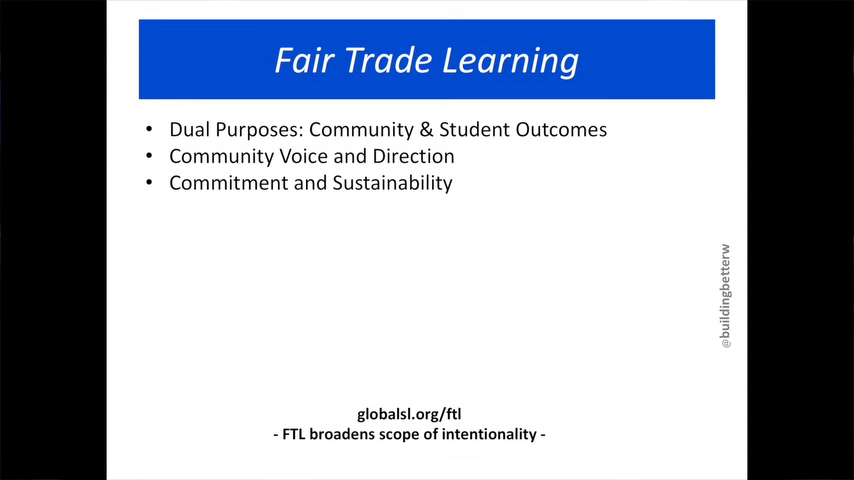 Fair Trade Learning
• Dual Purposes: Community & Student Outcomes
• Community Voice and Direction
• Commitment and Sustainability
@buildingbetterw
globalsl.org/ftl
- FTL broadens scope of intentionality -